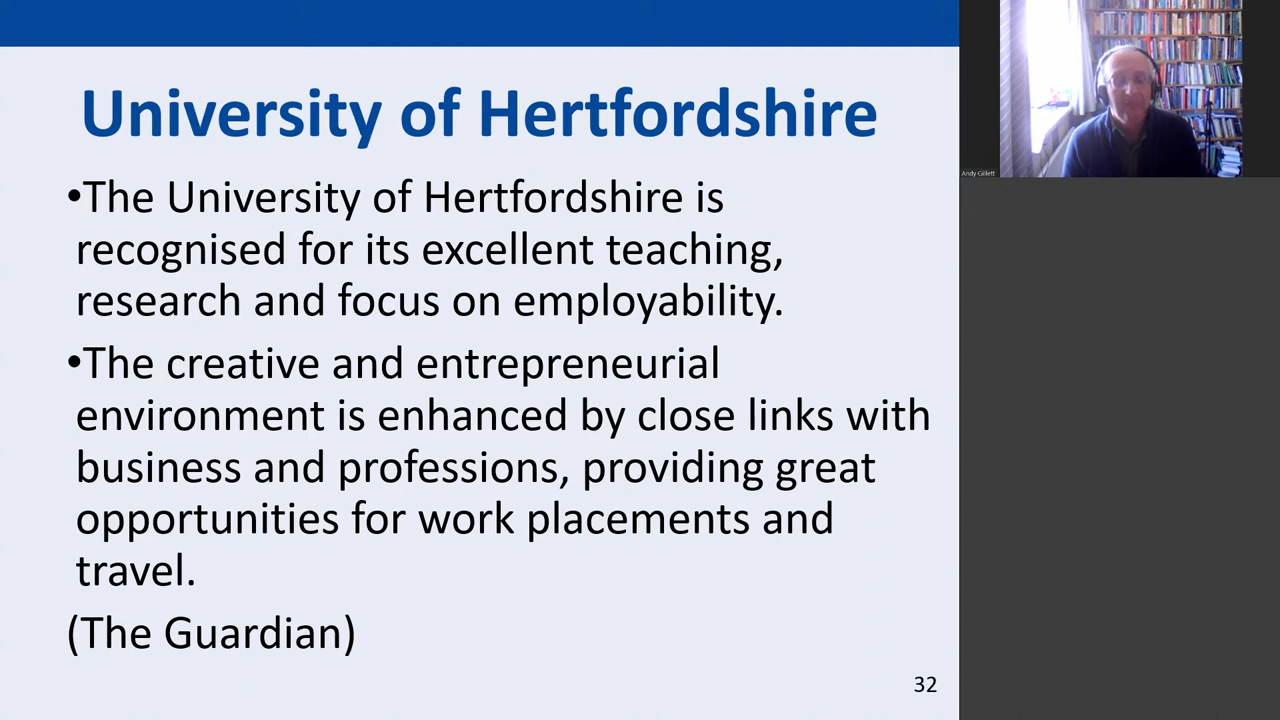 University of Hertfordshire
•The University of Hertfordshire is
recognised for its excellent teaching,
research and focus on employability.
•The creative and entrepreneurial
environment is enhanced by close links with
business and professions, providing great
opportunities for work placements and
travel.
(The Guardian)
32
Andy Gillett